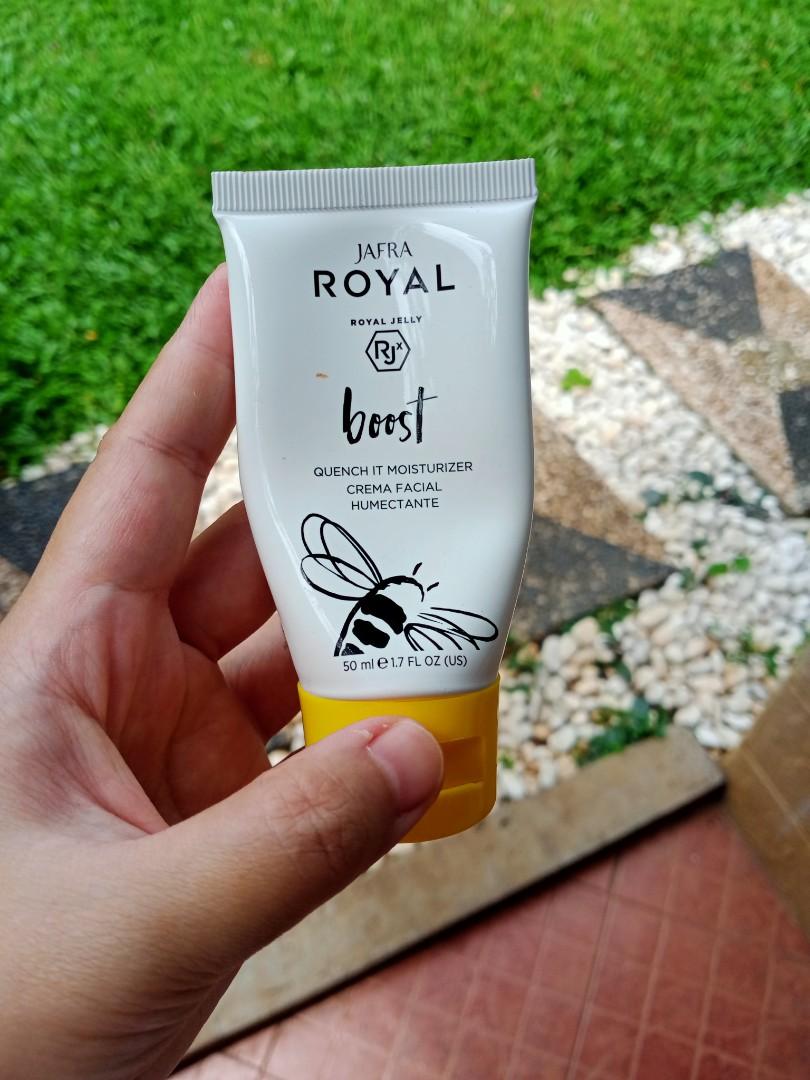 JAFRA
ROYAL
ROYAL JELLY
RJx
boost
QUENCH IT MOISTURIZER
CREMA FACIAL
HUMECTANTE
50 ml e 1.7 FL OZ (US)